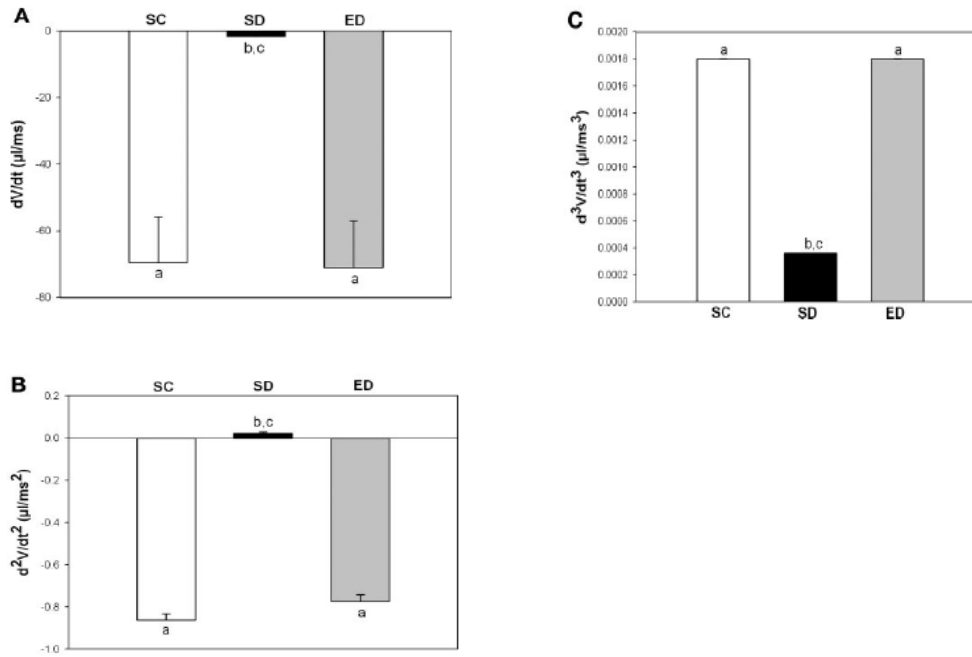 A
SC SD ED
0
-20
-40
-60
-80
dV/dt (µl/ms)
b,c
a
a
B
SC SD ED
0.2
0.0
-0.2
-0.4
-0.6
-0.8
-1.0
d²V/dt² (µl/ms²)
b,c
a
a
C
0.0020
0.0018
0.0016
0.0014
0.0012
0.0010
0.0008
0.0006
0.0004
0.0002
0.0000
d³V/dt³ (µl/ms³)
a
b,c
a
SC SD ED